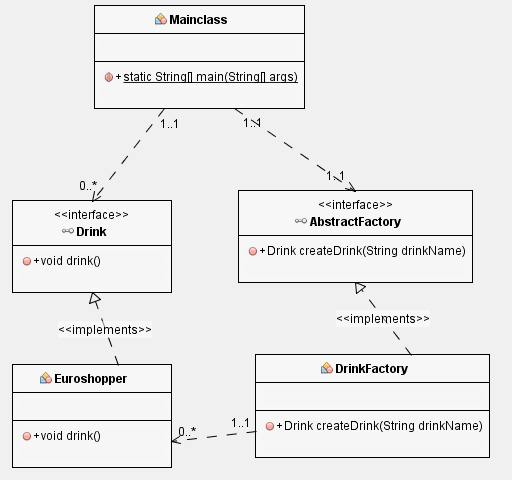 Mainclass
+ static String[] main(String[] args)
1..1
1..1
0..*
1..1
<<interface>>
Drink
+ void drink()
<<interface>>
AbstractFactory
+ Drink createDrink(String drinkName)
<<implements>>
<<implements>>
Euroshopper
+ void drink()
DrinkFactory
+ Drink createDrink(String drinkName)
0..*
1..1